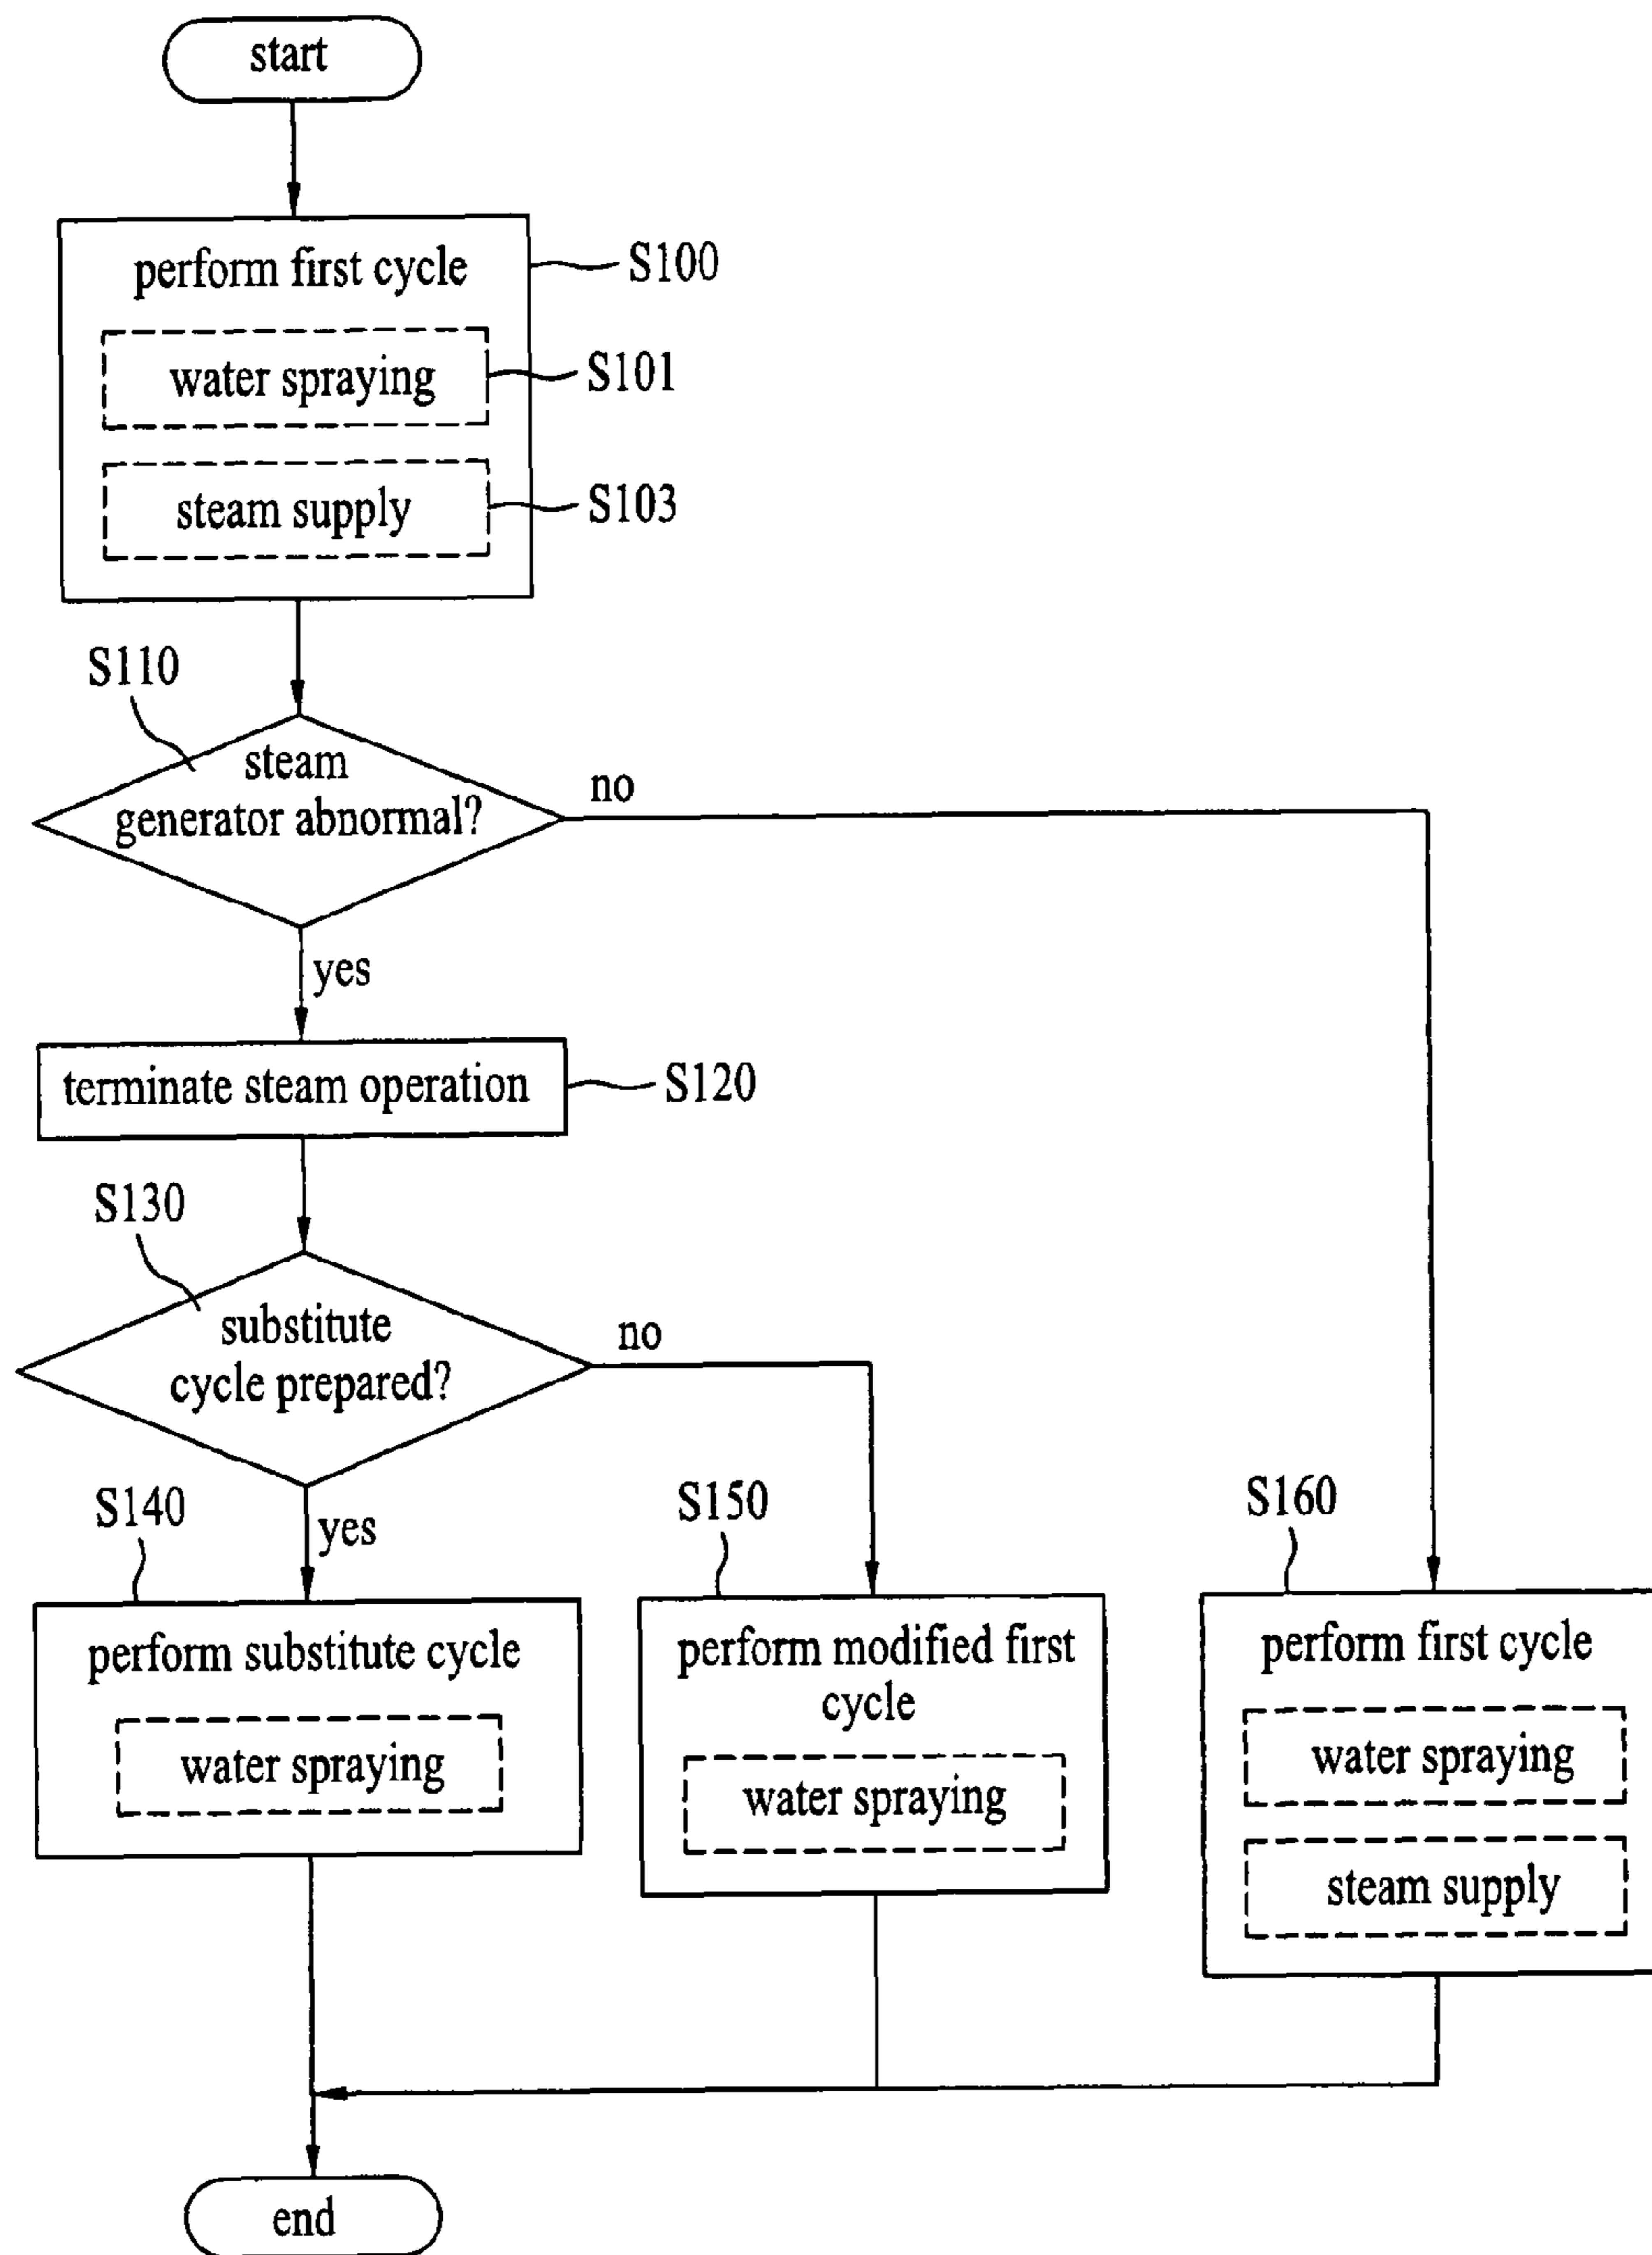 start
perform first cycle
S100
water spraying
S101
steam supply
S103
S110
steam
generator abnormal?
no
yes
terminate steam operation
S120
S130
substitute
cycle prepared?
no
yes
S140
perform substitute cycle
water spraying
S150
perform modified first
cycle
water spraying
S160
perform first cycle
water spraying
steam supply
end